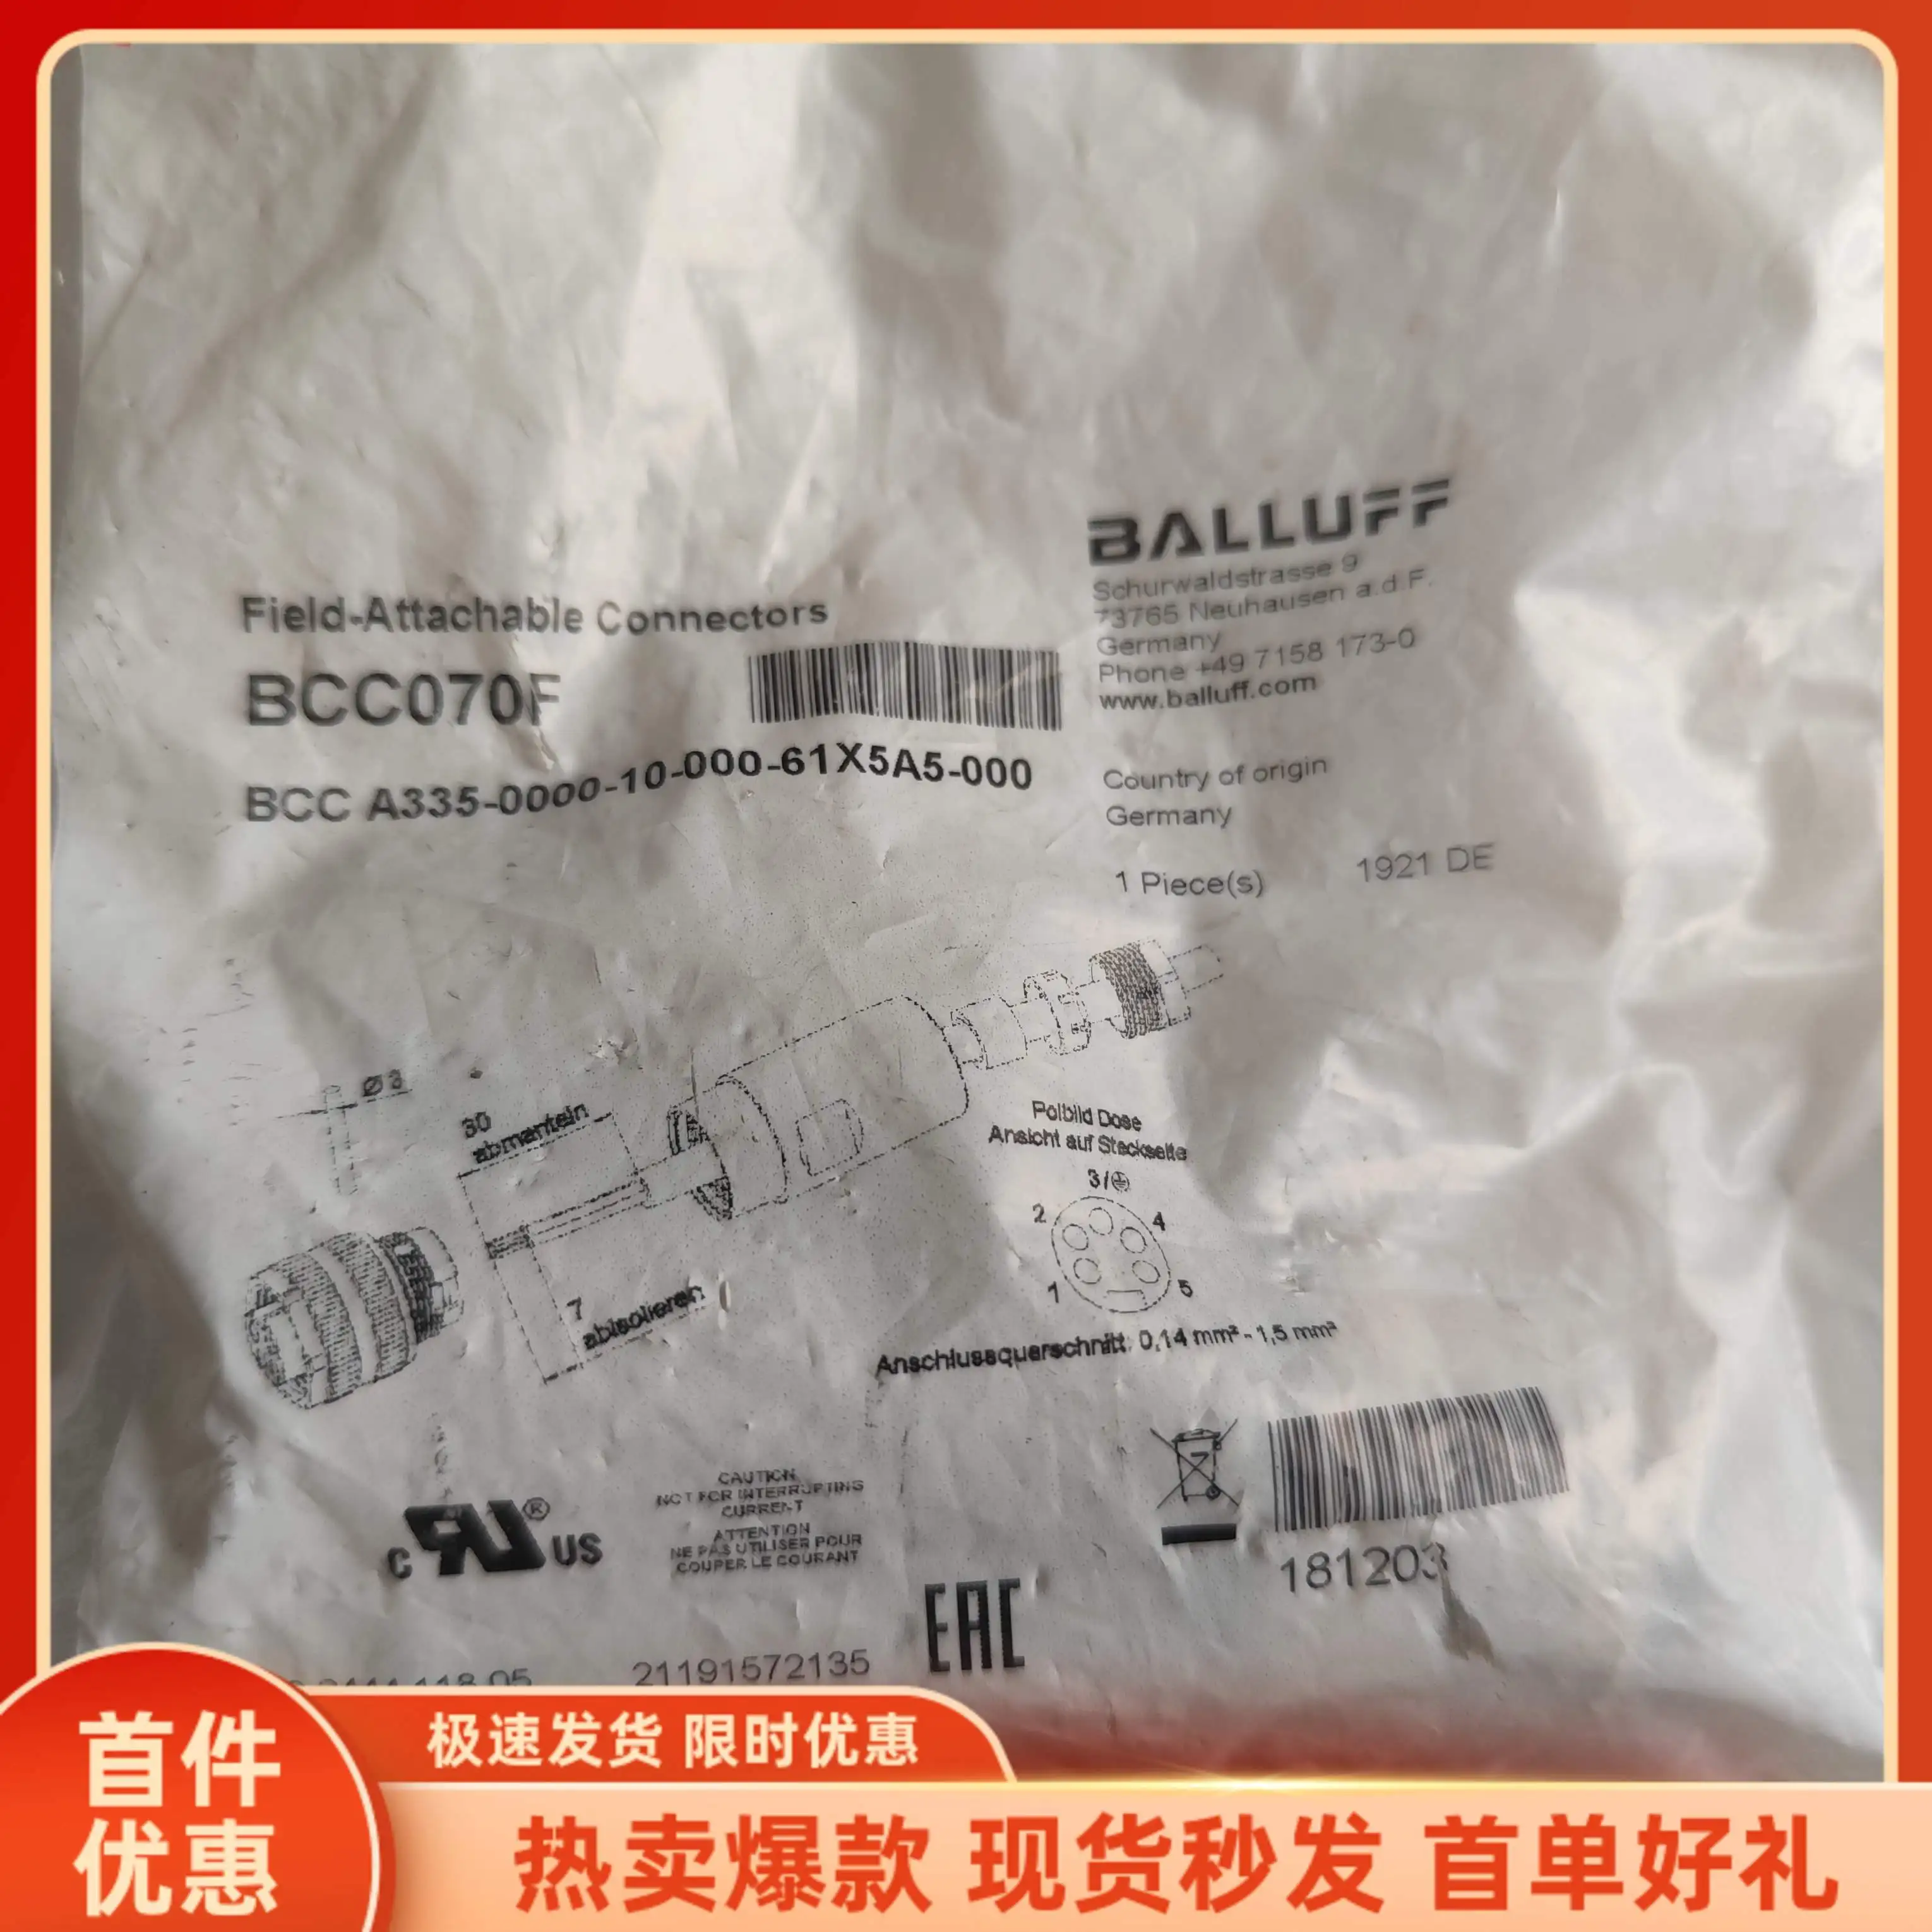 BALLUFF
Schurwaldstrasse 9
73765 Neuhausen a.d.F.
Germany
Phone +49 7158 173-0
www.balluff.com
Field-Attachable Connectors
BCC070F
BCC A335-0000-10-000-61X5A5-000
Country of origin
Germany
1 Piece(s) 1921 DE
Ø3
30
abmanteln
7
abisolieren
Polbild Dose
Ansicht auf Steckseite
3/⏚
2
4
1
5
Anschlussquerschnitt: 0,14 mm² - 1,5 mm²
C RU® US
CAUTION
NOT FOR INTERRUPTING
CURRENT
ATTENTION
NE PAS UTILISER POUR
COUPER LE COURANT
EAC
181203
21191572135
首件
优惠
极速发货 限时优惠
热卖爆款 现货秒发 首单好礼